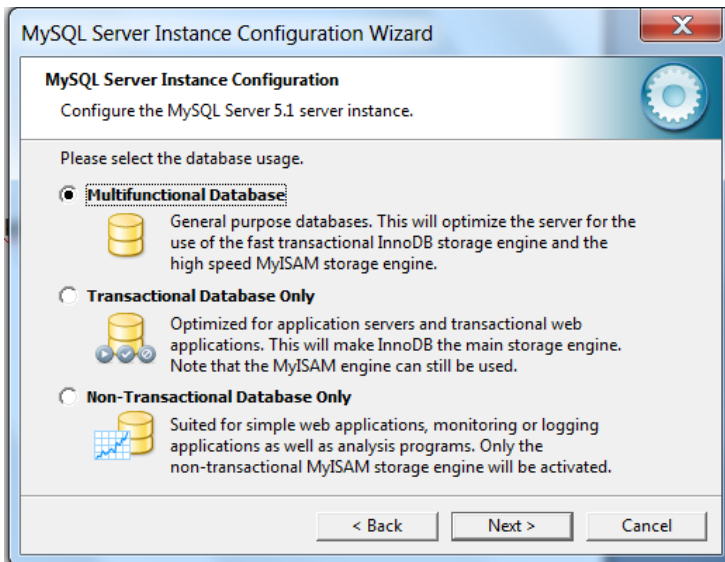 MySQL Server Instance Configuration Wizard
MySQL Server Instance Configuration
Configure the MySQL Server 5.1 server instance.
Please select the database usage.
Multifunctional Database
General purpose databases. This will optimize the server for the
use of the fast transactional InnoDB storage engine and the
high speed MyISAM storage engine.
Transactional Database Only
Optimized for application servers and transactional web
applications. This will make InnoDB the main storage engine.
Note that the MyISAM engine can still be used.
Non-Transactional Database Only
Suited for simple web applications, monitoring or logging
applications as well as analysis programs. Only the
non-transactional MyISAM storage engine will be activated.
< Back Next > Cancel